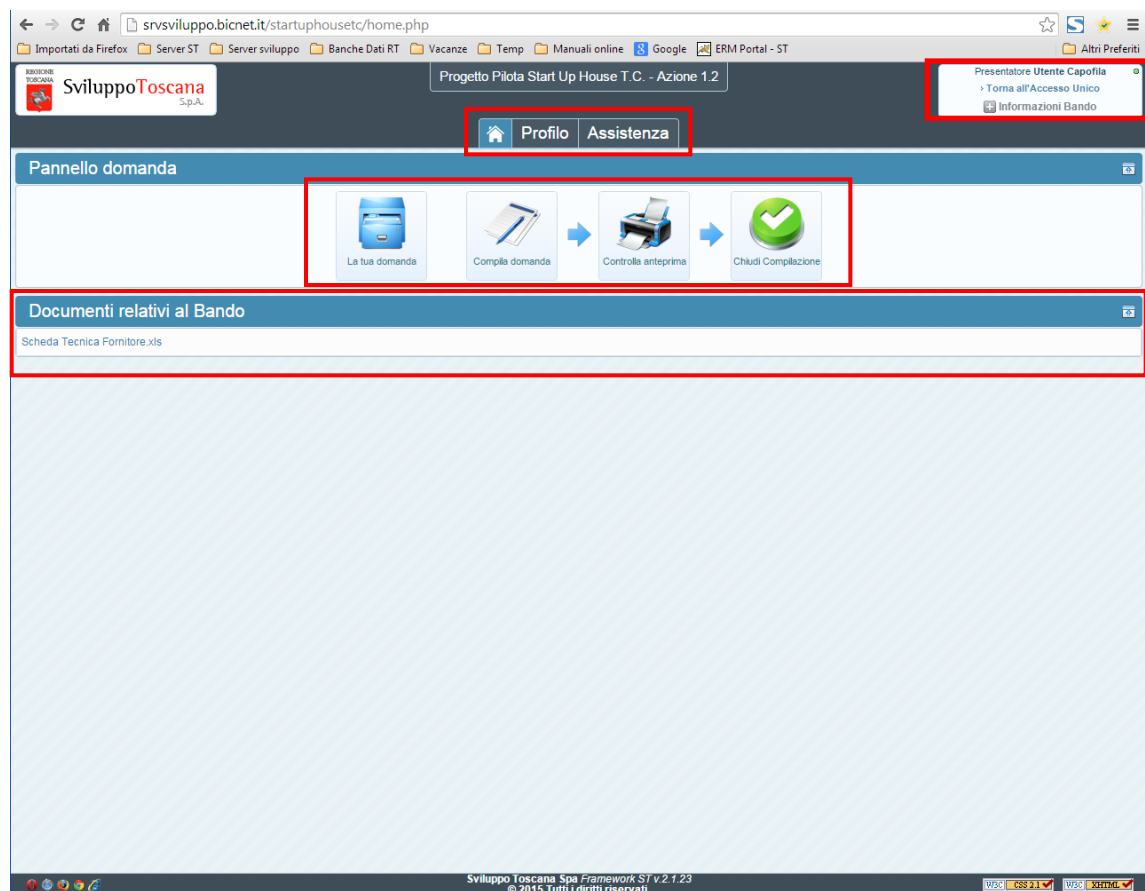 srvsviluppo.bicnet.it/startuphousetc/home.php
Importati da Firefox Server ST Server sviluppo Banche Dati RT Vacanze Temp Manuali online Google ERM Portal - ST Altri Preferiti
REGIONE
TOSCANA
SviluppoToscana
S.p.A.
Progetto Pilota Start Up House T.C. - Azione 1.2
Presentatore Utente Capofila
› Torna all'Accesso Unico
Informazioni Bando
Profilo Assistenza
Pannello domanda
La tua domanda Compila domanda Controlla anteprima Chiudi Compilazione
Documenti relativi al Bando
Scheda Tecnica Fornitore.xls
Sviluppo Toscana Spa Framework ST v.2.1.23
© 2015 Tutti i diritti riservati
W3C CSS 2.1 W3C XHTML